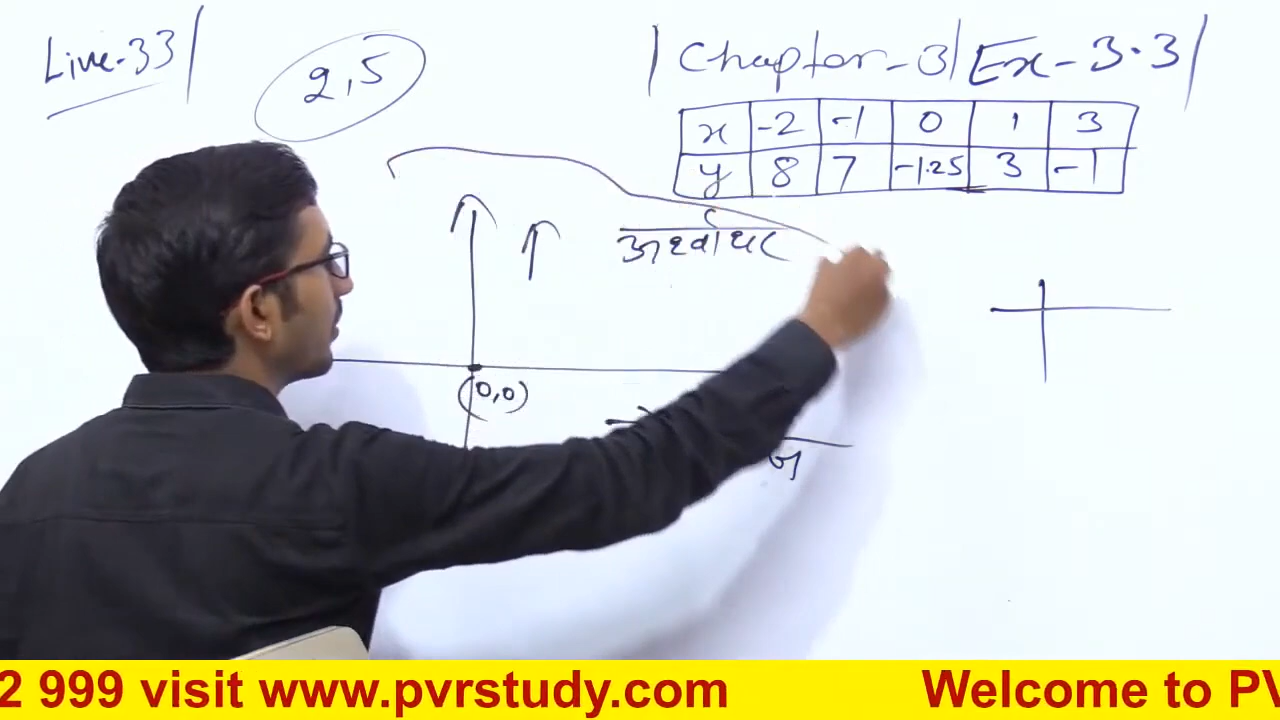 Live-33|
2,5
| Chapter-3| Ex-3.3|
x -2 -1 0 1 3
y 8 7 -1.25 3 -1
(0,0)
2 999 visit www.pvrstudy.com Welcome to PV